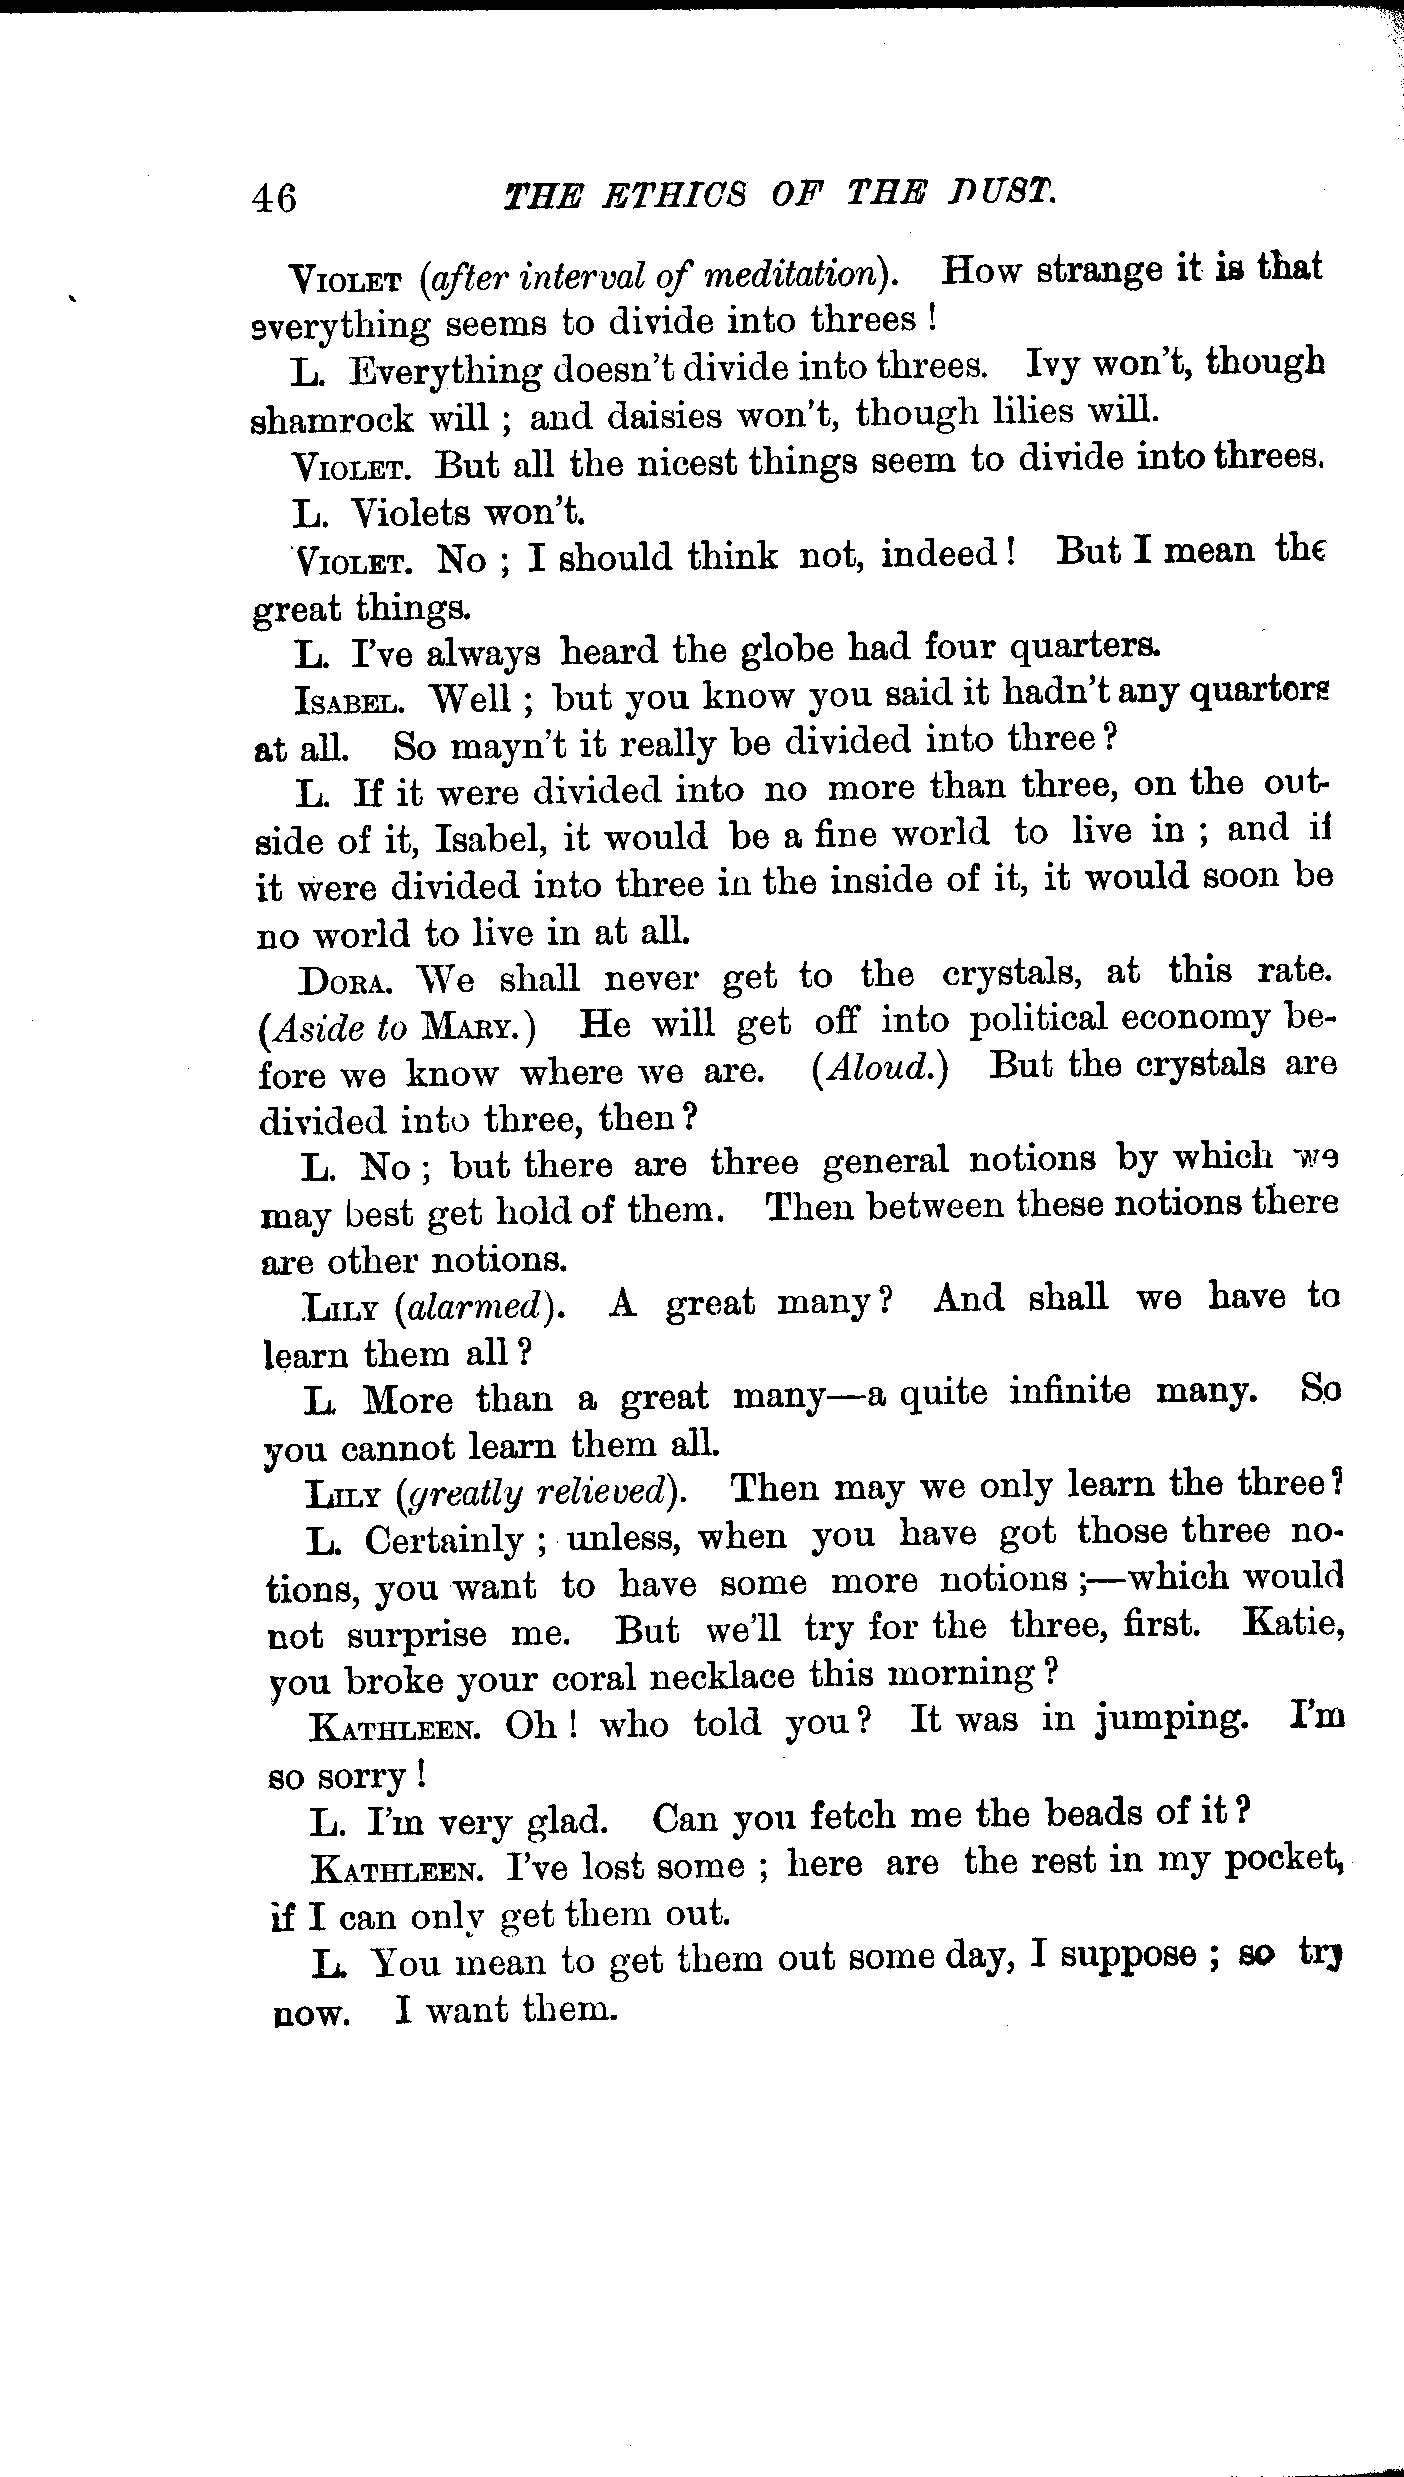 46 THE ETHICS OF THE DUST.
VIOLET (after interval of meditation). How strange it is that
everything seems to divide into threes !
L. Everything doesn't divide into threes. Ivy won't, though
shamrock will ; and daisies won't, though lilies will.
VIOLET. But all the nicest things seem to divide into threes.
L. Violets won't.
VIOLET. No ; I should think not, indeed ! But I mean the
great things.
L. I've always heard the globe had four quarters.
ISABEL. Well ; but you know you said it hadn't any quarters
at all. So mayn't it really be divided into three ?
L. If it were divided into no more than three, on the out-
side of it, Isabel, it would be a fine world to live in ; and if
it were divided into three in the inside of it, it would soon be
no world to live in at all.
DORA. We shall never get to the crystals, at this rate.
(Aside to MARY.) He will get off into political economy be-
fore we know where we are. (Aloud.) But the crystals are
divided into three, then ?
L. No ; but there are three general notions by which we
may best get hold of them. Then between these notions there
are other notions.
LILY (alarmed). A great many ? And shall we have to
learn them all ?
L. More than a great many—a quite infinite many. So
you cannot learn them all.
LILY (greatly relieved). Then may we only learn the three ?
L. Certainly ; unless, when you have got those three no-
tions, you want to have some more notions ;—which would
not surprise me. But we'll try for the three, first. Katie,
you broke your coral necklace this morning ?
KATHLEEN. Oh ! who told you ? It was in jumping. I'm
so sorry !
L. I'm very glad. Can you fetch me the beads of it ?
KATHLEEN. I've lost some ; here are the rest in my pocket,
if I can only get them out.
L. You mean to get them out some day, I suppose ; so try
now. I want them.